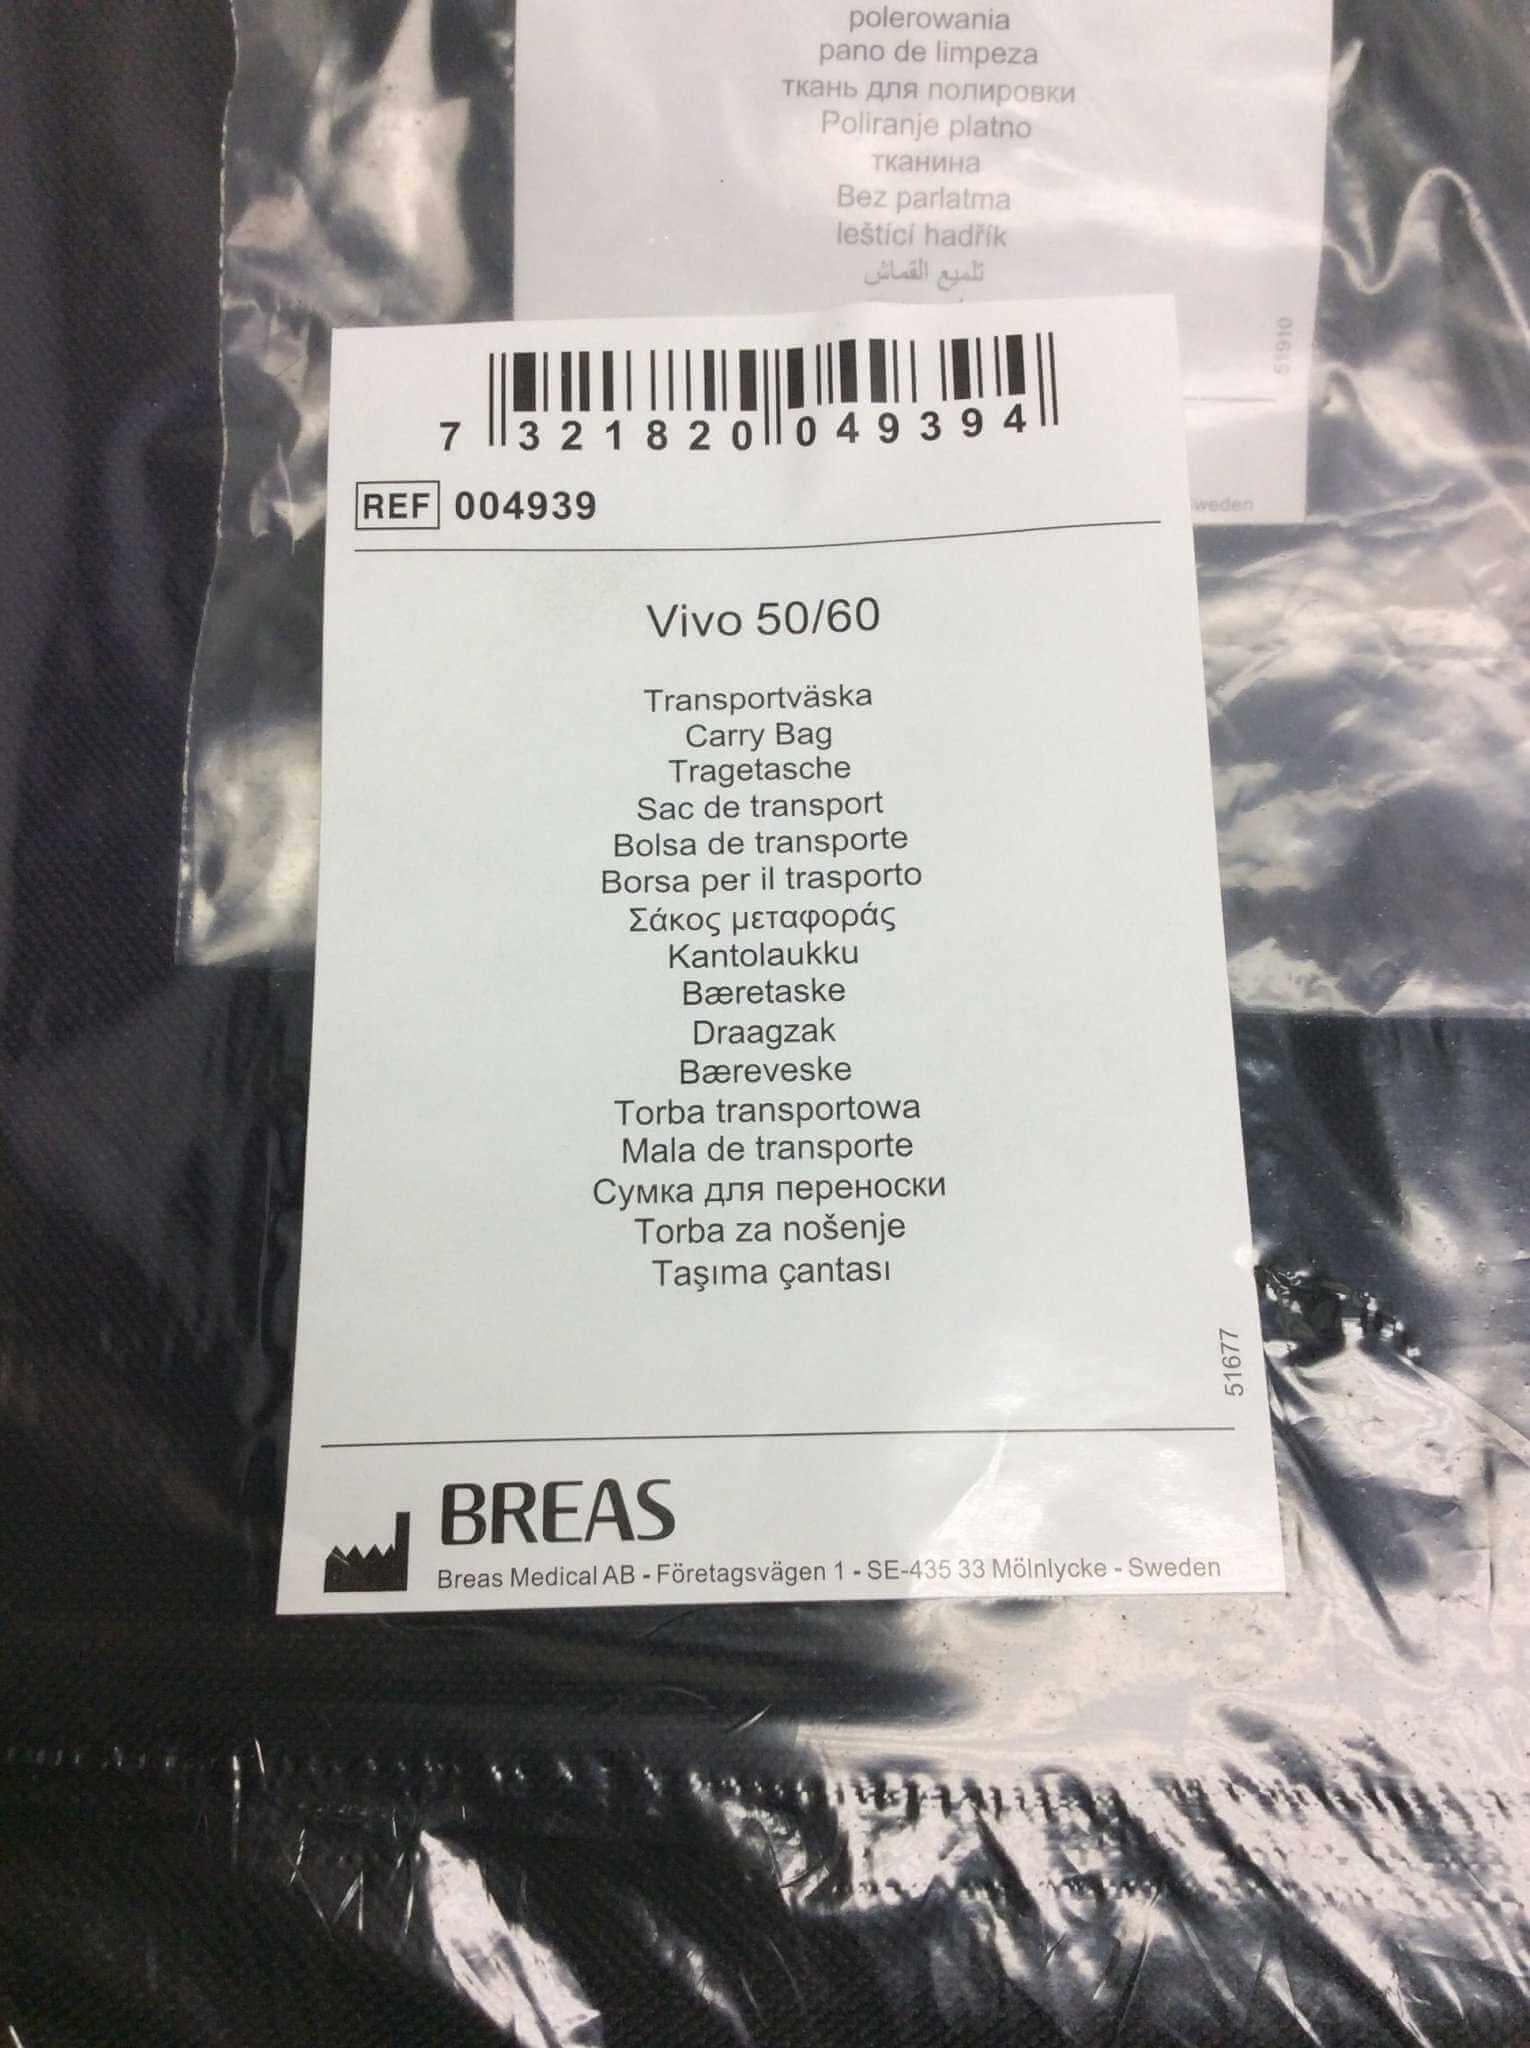 polerowania
pano de limpeza
ткань для полировки
Poliranje platno
тканина
Bez parlatma
leštící hadřík
تلميع القماش
51910
Sweden
7 321820 049394
REF 004939
Vivo 50/60
Transportväska
Carry Bag
Tragetasche
Sac de transport
Bolsa de transporte
Borsa per il trasporto
Σάκος μεταφοράς
Kantolaukku
Bæretaske
Draagzak
Bæreveske
Torba transportowa
Mala de transporte
Сумка для переноски
Torba za nošenje
Taşıma çantası
51677
BREAS
Breas Medical AB - Företagsvägen 1 - SE-435 33 Mölnlycke - Sweden